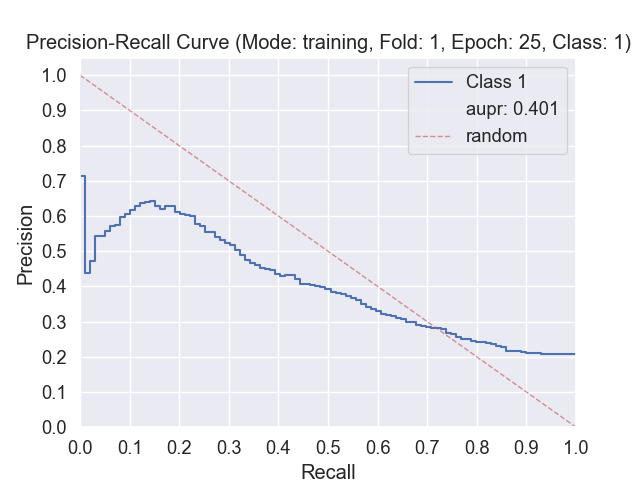 Precision-Recall Curve (Mode: training, Fold: 1, Epoch: 25, Class: 1)
Class 1
aupr: 0.401
random
1.0
0.9
0.8
0.7
0.6
0.5
0.4
0.3
0.2
0.1
0.0
Precision
0.0 0.1 0.2 0.3 0.4 0.5 0.6 0.7 0.8 0.9 1.0
Recall